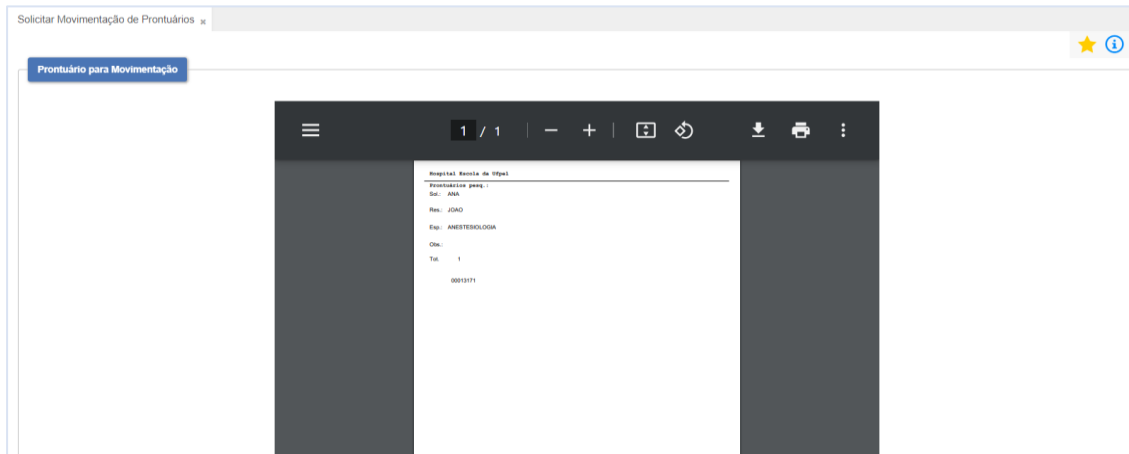 Solicitar Movimentação de Prontuários
Prontuário para Movimentação
1 / 1
Hospital Escola da Ufpel
Prontuários pesq.:
Sol.: ANA
Res.: JOAO
Esp.: ANESTESIOLOGIA
Obs.:
Tot. 1
00013171